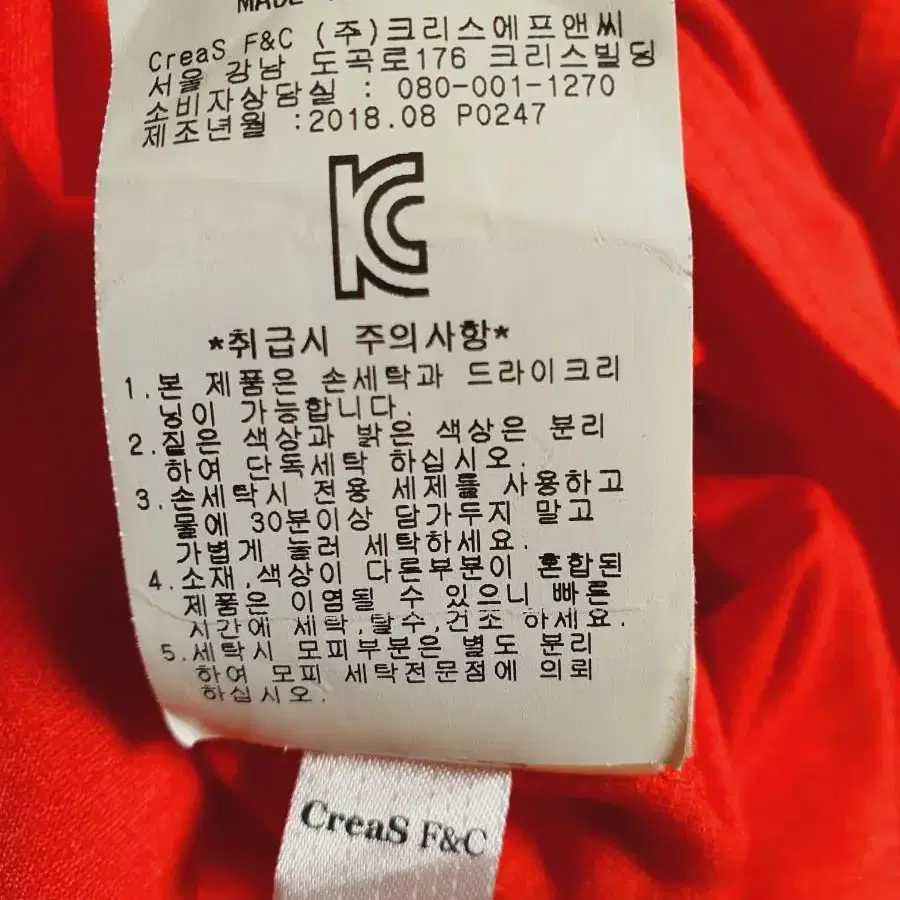 MADE
CreaS F&C (주)크리스에프앤씨
서울 강남 도곡로176 크리스빌딩
소비자상담실 : 080-001-1270
제조년월 :2018.08 P0247
KC
*취급시 주의사항*
1.본 제품은 손세탁과 드라이크리
닝이 가능합니다.
2.짙은 색상과 밝은 색상은 분리
하여 단독세탁 하십시오.
3.손세탁시 전용 세제를 사용하고
물에 30분이상 담가두지 말고
가볍게 눌러 세탁하세요.
4.소재,색상이 다른부분이 혼합된
제품은 이염될 수 있으니 빠른
시간에 세탁,탈수,건조 하세요.
5.세탁시 모피부분은 별도 분리
하여 모피 세탁전문점에 의뢰
하십시오.
CreaS F&C